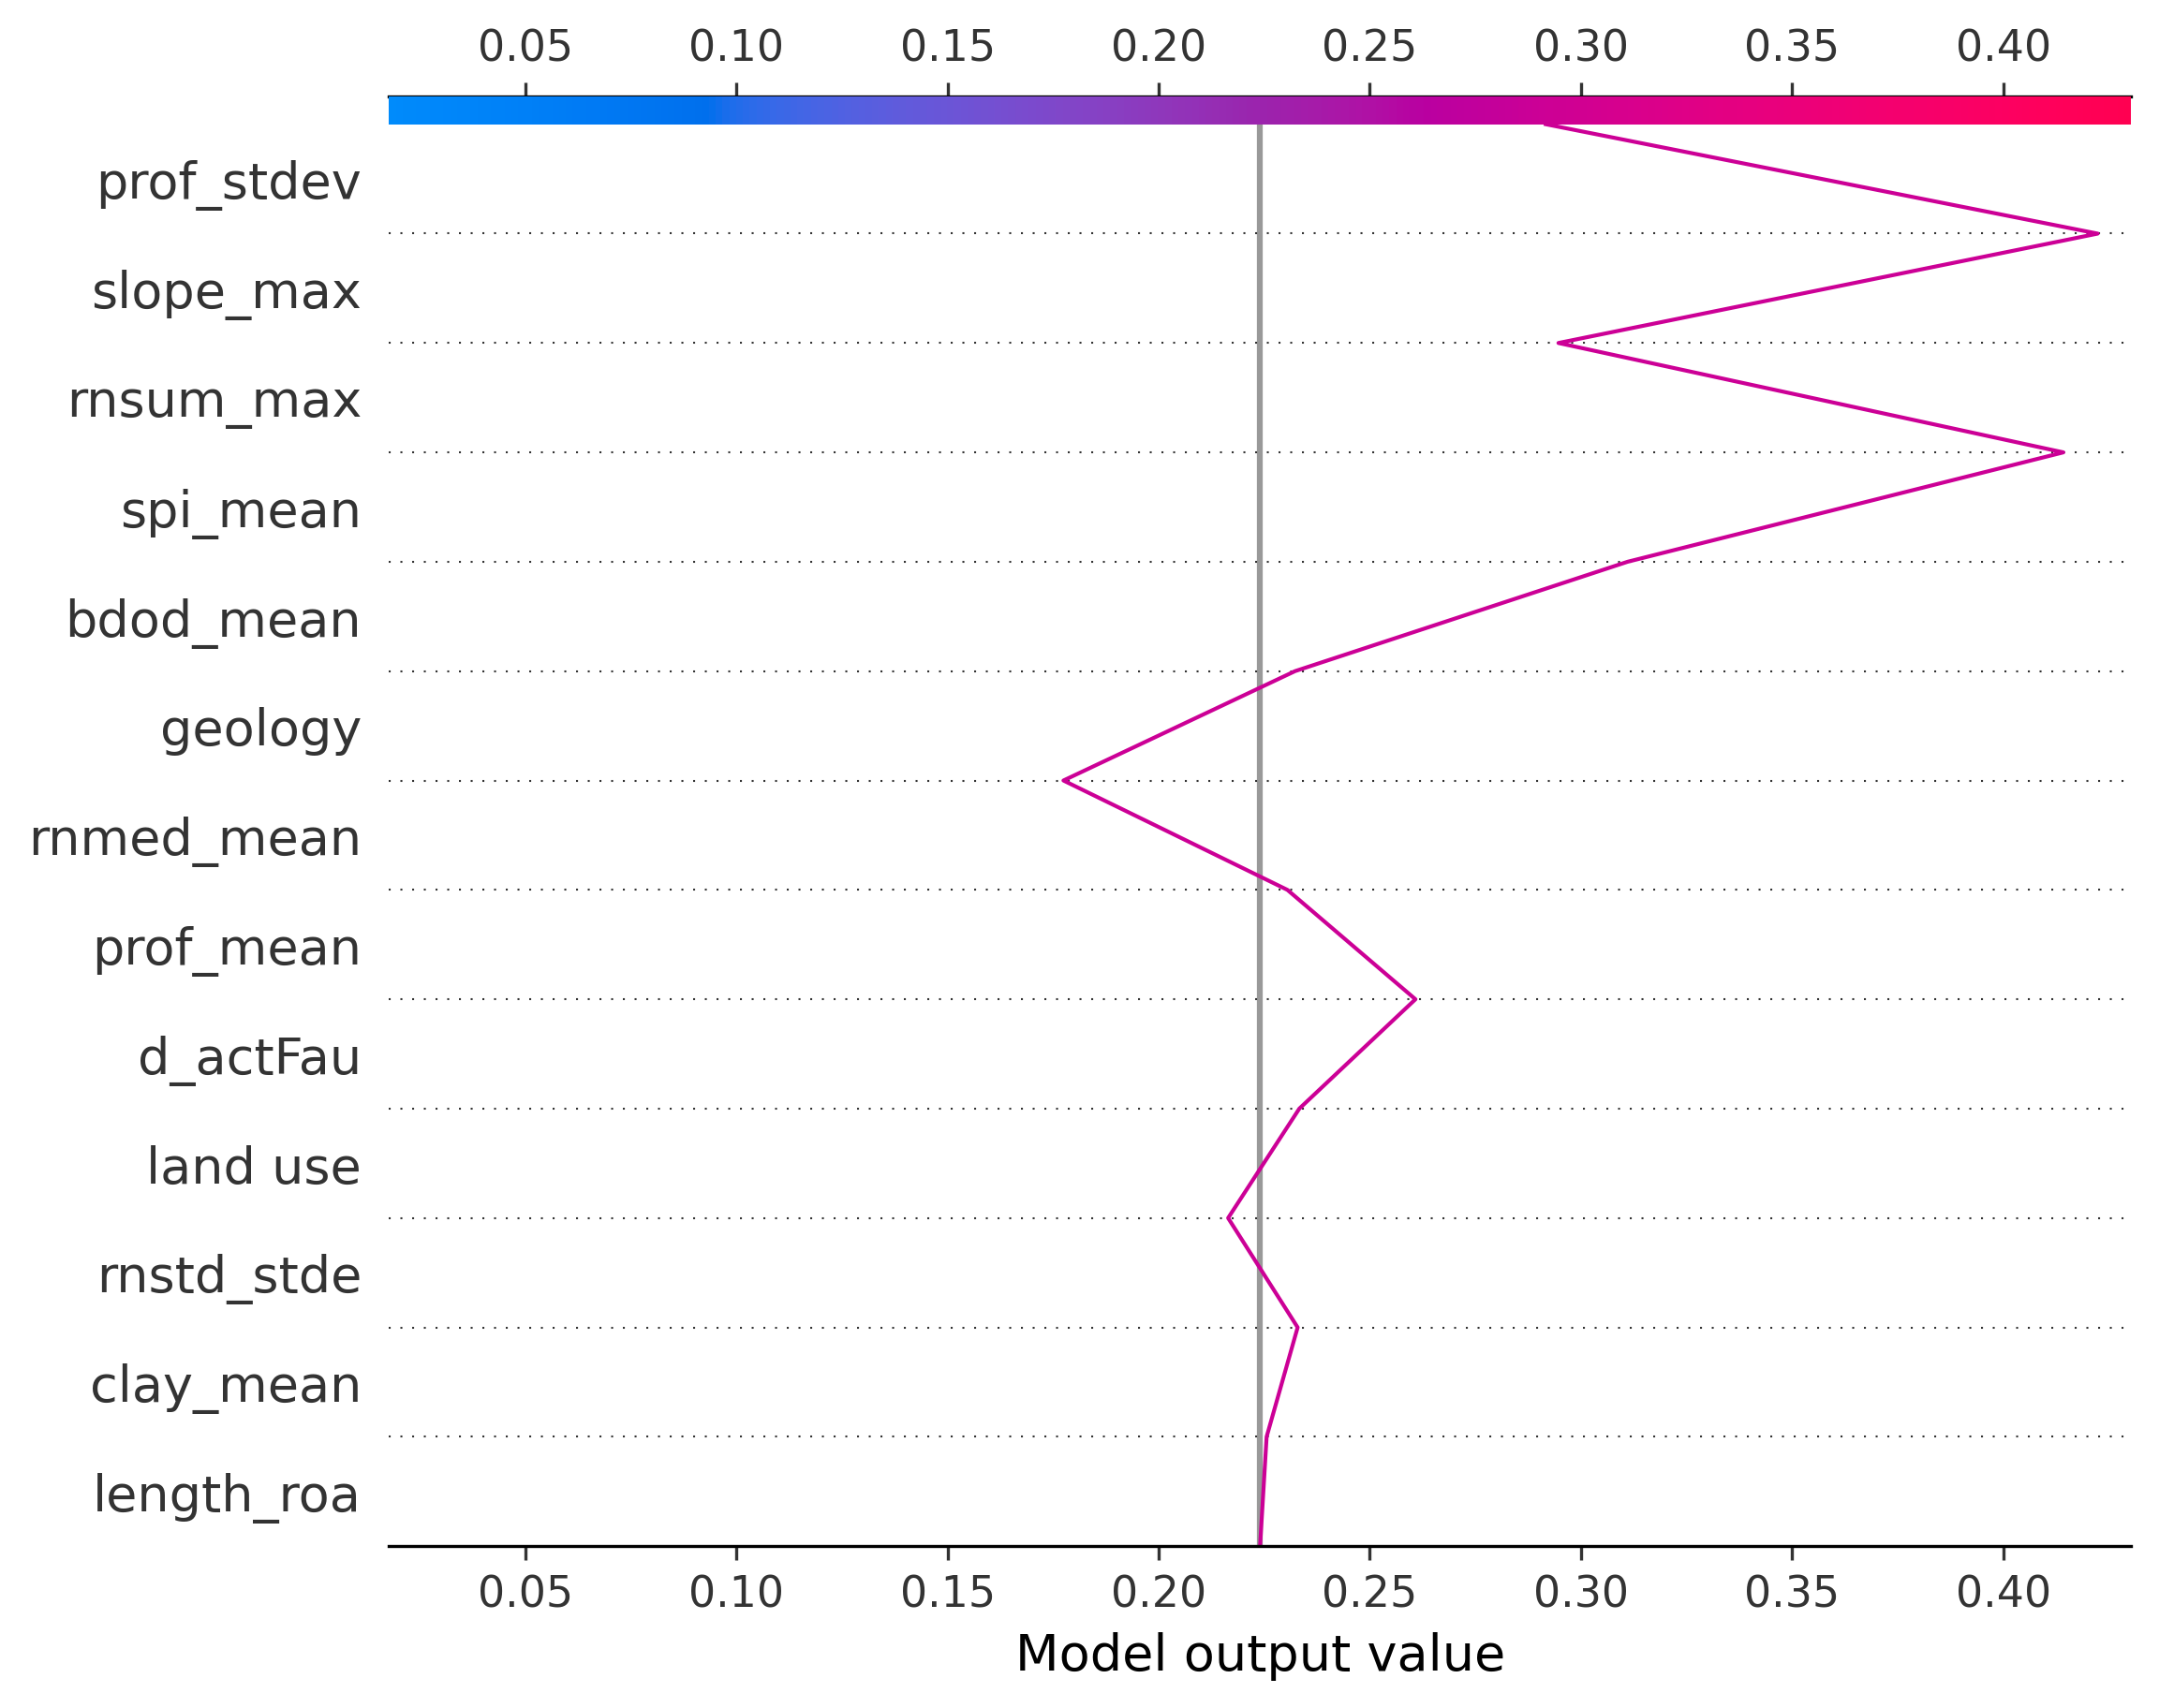 0.05 0.10 0.15 0.20 0.25 0.30 0.35 0.40
prof_stdev
slope_max
rnsum_max
spi_mean
bdod_mean
geology
rnmed_mean
prof_mean
d_actFau
land use
rnstd_stde
clay_mean
length_roa
0.05 0.10 0.15 0.20 0.25 0.30 0.35 0.40
Model output value